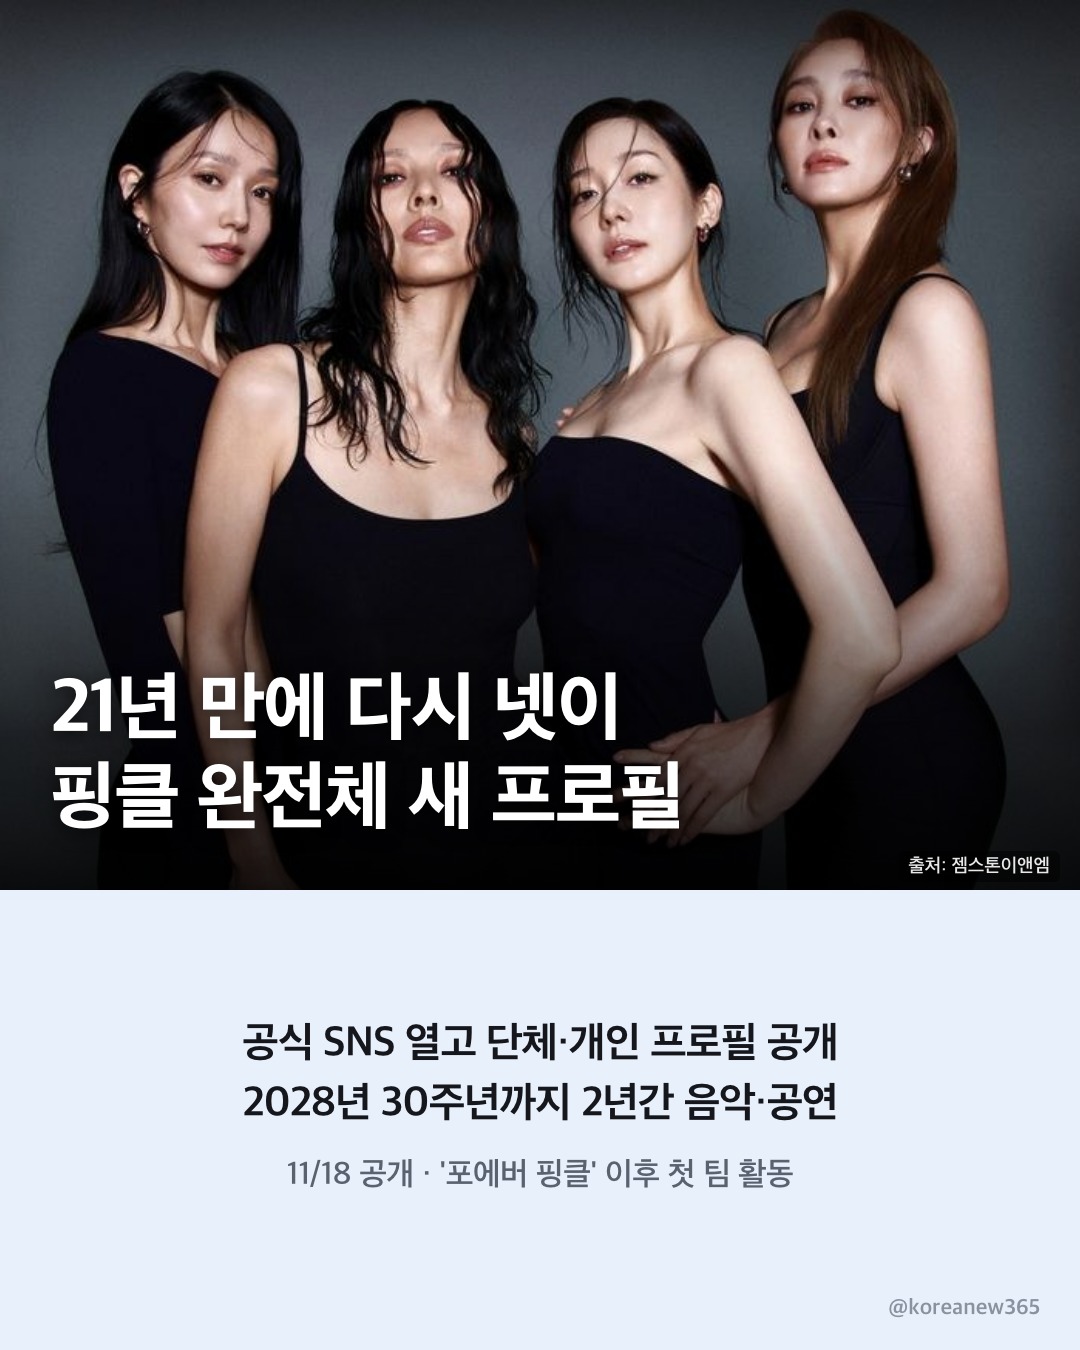 21년 만에 다시 넷이
핑클 완전체 새 프로필
출처: 젬스톤이앤엠
공식 SNS 열고 단체·개인 프로필 공개
2028년 30주년까지 2년간 음악·공연
11/18 공개 · '포에버 핑클' 이후 첫 팀 활동
@koreanew365